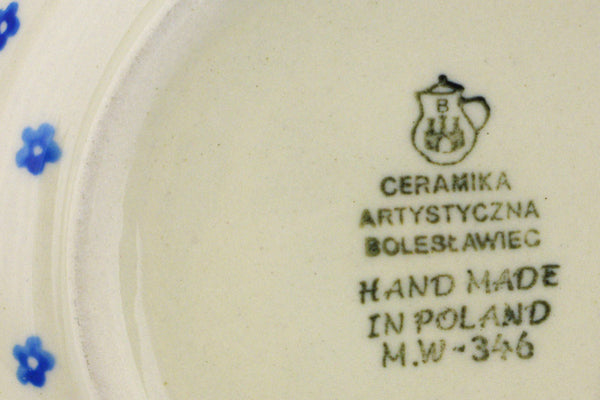 B
CERAMIKA
ARTYSTYCZNA
BOLESŁAWIEC
HAND MADE
IN POLAND
M.W-346